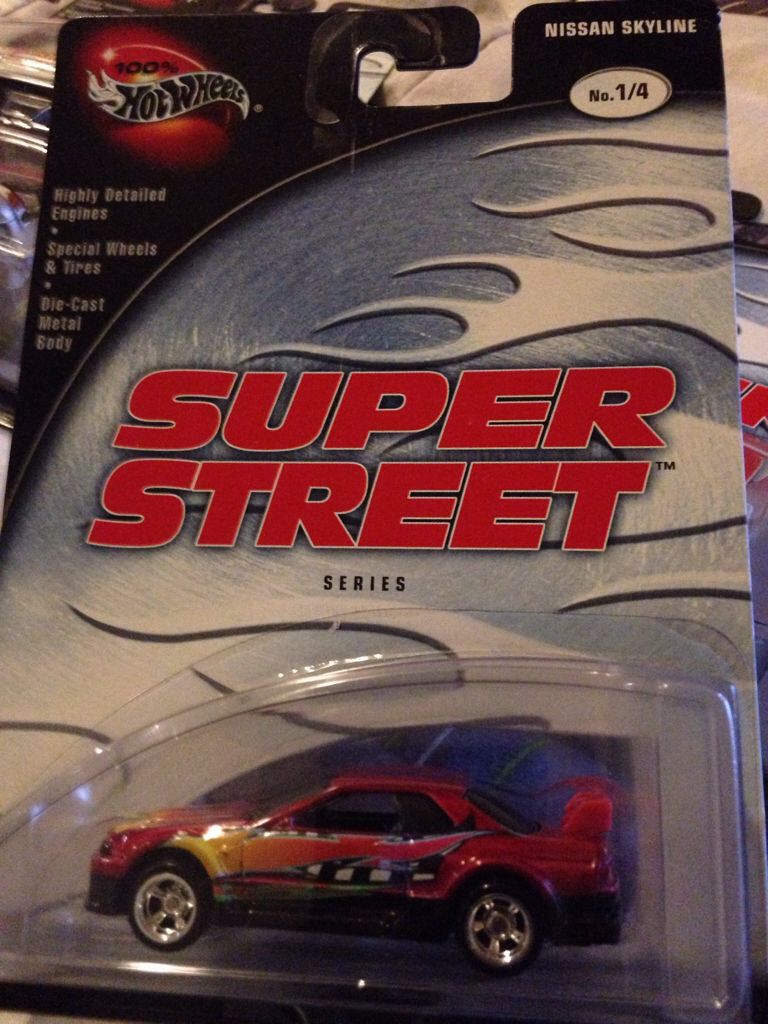 100%
Hot Wheels®
NISSAN SKYLINE
No.1/4
Highly Detailed
Engines
•
Special Wheels
& Tires
•
Die-Cast
Metal
Body
SUPER
STREET™
SERIES